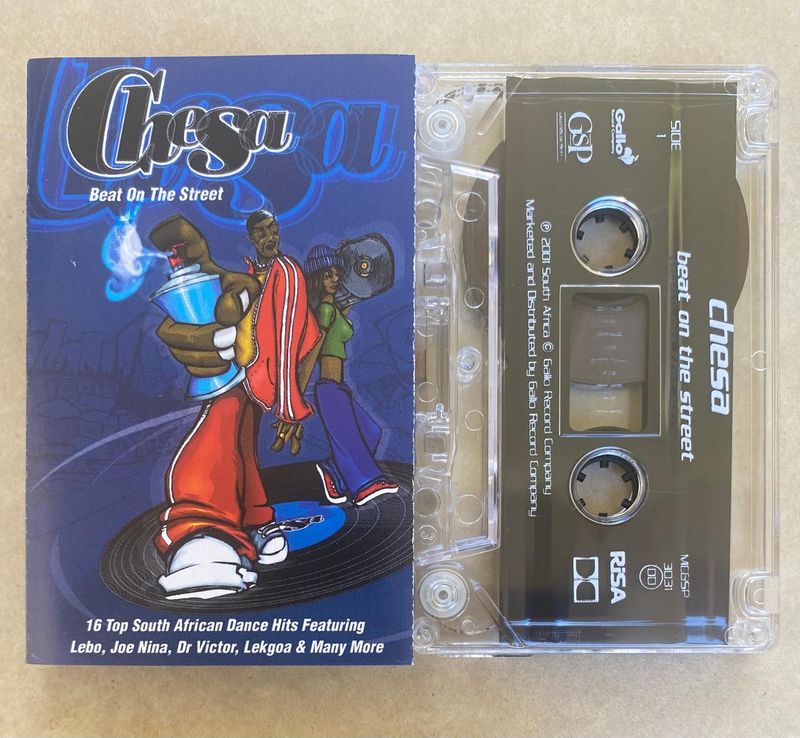 Chesa
Beat On The Street
16 Top South African Dance Hits Featuring
Lebo, Joe Nina, Dr Victor, Lekgoa & Many More
SIDE
1
Gallo
GSP
chesa
beat on the street
℗ 2001 South Africa © Gallo Record Company
Marketed and Distributed by Gallo Record Company
MCGSP
3031
RiSA
3